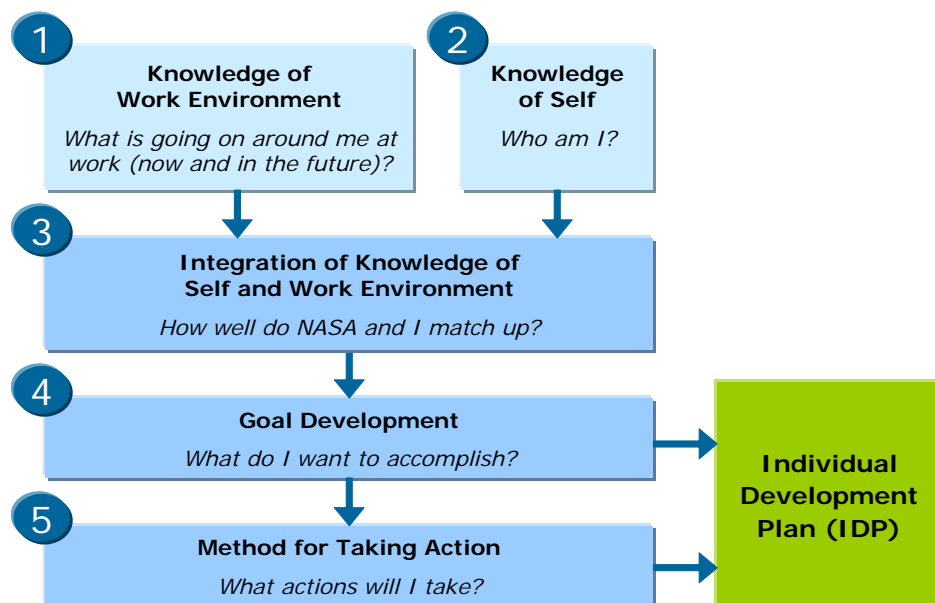 1
Knowledge of
Work Environment
What is going on around me at
work (now and in the future)?
2
Knowledge
of Self
Who am I?
3
Integration of Knowledge of
Self and Work Environment
How well do NASA and I match up?
4
Goal Development
What do I want to accomplish?
5
Method for Taking Action
What actions will I take?
Individual
Development
Plan (IDP)